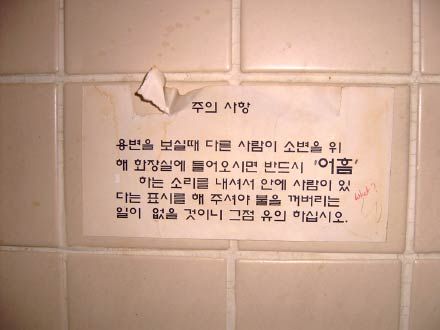 주의 사항
용변을 보실때 다른 사람이 소변을 위
해 화장실에 들어오시면 반드시 '어흠'
하는 소리를 내셔서 안에 사람이 있
다는 표시를 해 주셔야 불을 꺼버리는
일이 없을 것이니 그점 유의 하십시오.
what?